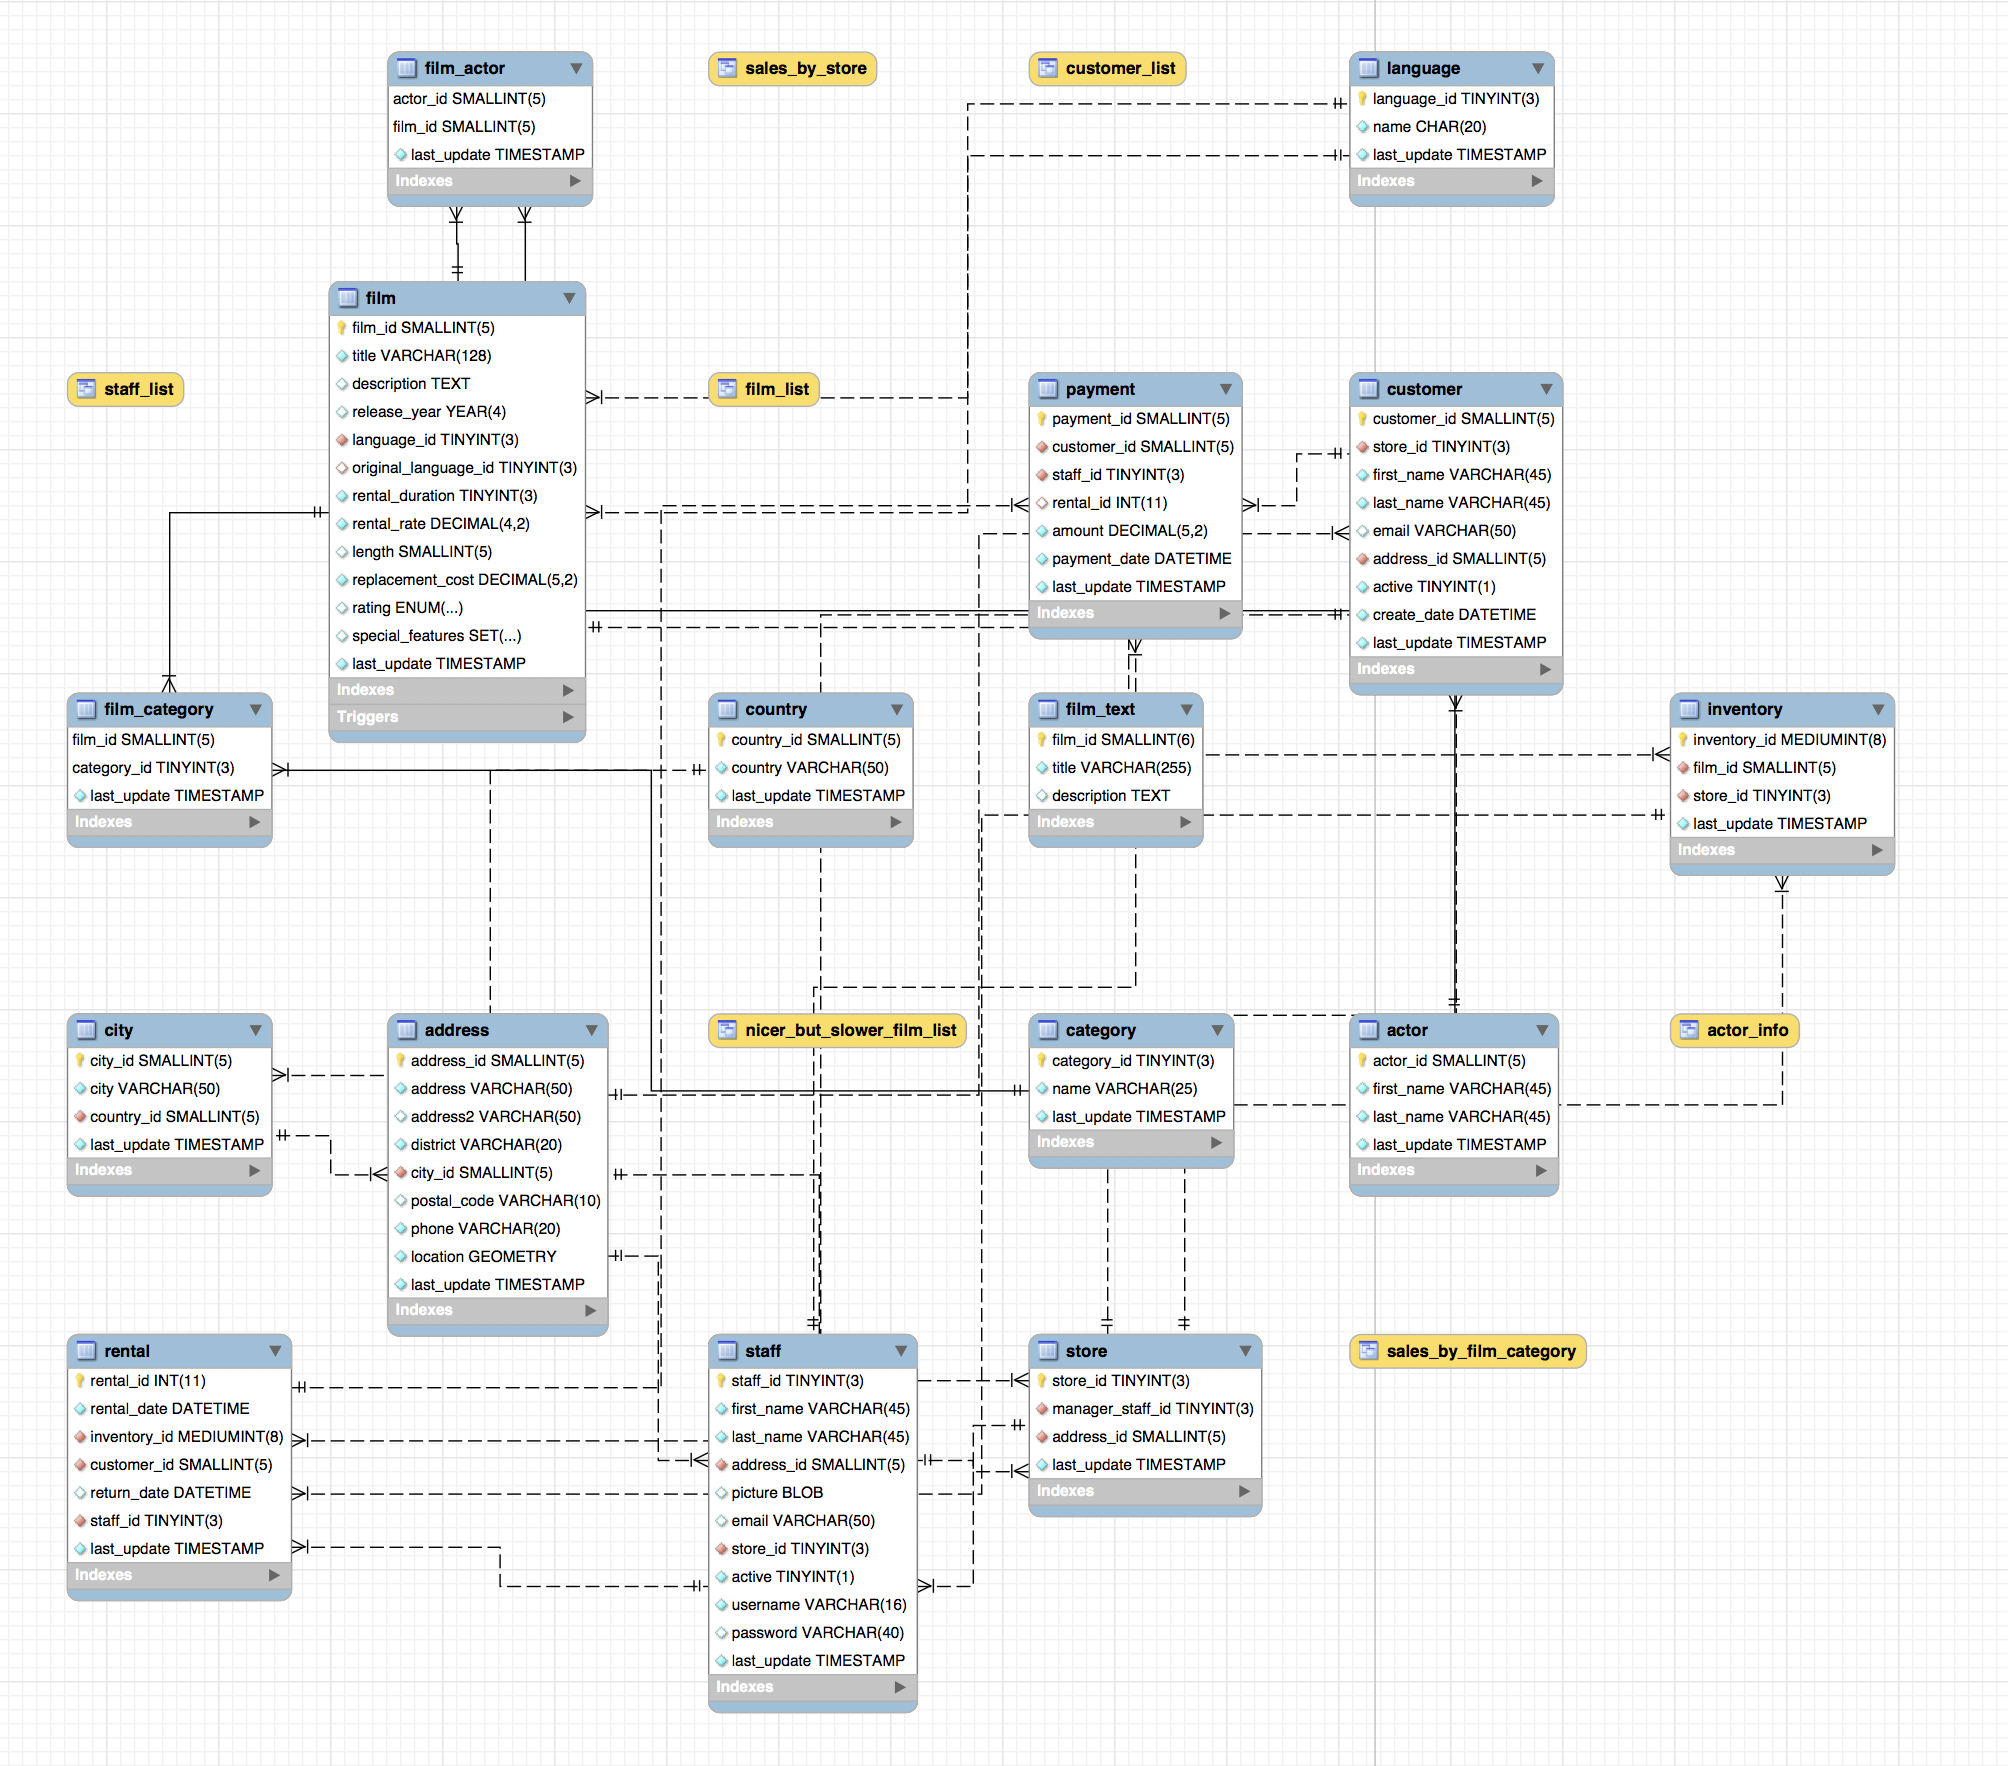 film_actor
actor_id SMALLINT(5)
film_id SMALLINT(5)
last_update TIMESTAMP
Indexes
sales_by_store
customer_list
language
language_id TINYINT(3)
name CHAR(20)
last_update TIMESTAMP
Indexes
staff_list
film
film_id SMALLINT(5)
title VARCHAR(128)
description TEXT
release_year YEAR(4)
language_id TINYINT(3)
original_language_id TINYINT(3)
rental_duration TINYINT(3)
rental_rate DECIMAL(4,2)
length SMALLINT(5)
replacement_cost DECIMAL(5,2)
rating ENUM(...)
special_features SET(...)
last_update TIMESTAMP
Indexes
Triggers
film_list
payment
payment_id SMALLINT(5)
customer_id SMALLINT(5)
staff_id TINYINT(3)
rental_id INT(11)
amount DECIMAL(5,2)
payment_date DATETIME
last_update TIMESTAMP
Indexes
customer
customer_id SMALLINT(5)
store_id TINYINT(3)
first_name VARCHAR(45)
last_name VARCHAR(45)
email VARCHAR(50)
address_id SMALLINT(5)
active TINYINT(1)
create_date DATETIME
last_update TIMESTAMP
Indexes
film_category
film_id SMALLINT(5)
category_id TINYINT(3)
last_update TIMESTAMP
Indexes
country
country_id SMALLINT(5)
country VARCHAR(50)
last_update TIMESTAMP
Indexes
film_text
film_id SMALLINT(6)
title VARCHAR(255)
description TEXT
Indexes
inventory
inventory_id MEDIUMINT(8)
film_id SMALLINT(5)
store_id TINYINT(3)
last_update TIMESTAMP
Indexes
city
city_id SMALLINT(5)
city VARCHAR(50)
country_id SMALLINT(5)
last_update TIMESTAMP
Indexes
address
address_id SMALLINT(5)
address VARCHAR(50)
address2 VARCHAR(50)
district VARCHAR(20)
city_id SMALLINT(5)
postal_code VARCHAR(10)
phone VARCHAR(20)
location GEOMETRY
last_update TIMESTAMP
Indexes
nicer_but_slower_film_list
category
category_id TINYINT(3)
name VARCHAR(25)
last_update TIMESTAMP
Indexes
actor
actor_id SMALLINT(5)
first_name VARCHAR(45)
last_name VARCHAR(45)
last_update TIMESTAMP
Indexes
actor_info
rental
rental_id INT(11)
rental_date DATETIME
inventory_id MEDIUMINT(8)
customer_id SMALLINT(5)
return_date DATETIME
staff_id TINYINT(3)
last_update TIMESTAMP
Indexes
staff
staff_id TINYINT(3)
first_name VARCHAR(45)
last_name VARCHAR(45)
address_id SMALLINT(5)
picture BLOB
email VARCHAR(50)
store_id TINYINT(3)
active TINYINT(1)
username VARCHAR(16)
password VARCHAR(40)
last_update TIMESTAMP
Indexes
store
store_id TINYINT(3)
manager_staff_id TINYINT(3)
address_id SMALLINT(5)
last_update TIMESTAMP
Indexes
sales_by_film_category